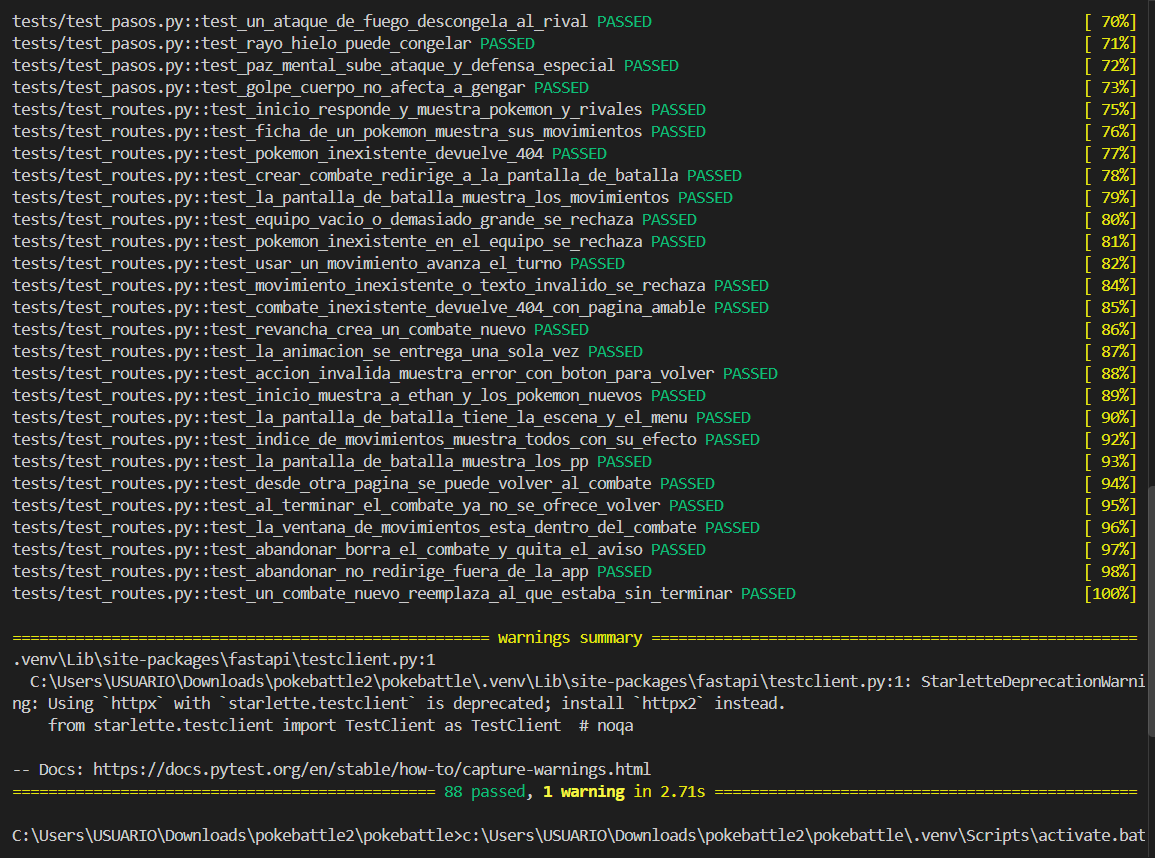 tests/test_pasos.py::test_un_ataque_de_fuego_descongela_al_rival PASSED [ 70%]
tests/test_pasos.py::test_rayo_hielo_puede_congelar PASSED [ 71%]
tests/test_pasos.py::test_paz_mental_sube_ataque_y_defensa_especial PASSED [ 72%]
tests/test_pasos.py::test_golpe_cuerpo_no_afecta_a_gengar PASSED [ 73%]
tests/test_routes.py::test_inicio_responde_y_muestra_pokemon_y_rivales PASSED [ 75%]
tests/test_routes.py::test_ficha_de_un_pokemon_muestra_sus_movimientos PASSED [ 76%]
tests/test_routes.py::test_pokemon_inexistente_devuelve_404 PASSED [ 77%]
tests/test_routes.py::test_crear_combate_redirige_a_la_pantalla_de_batalla PASSED [ 78%]
tests/test_routes.py::test_la_pantalla_de_batalla_muestra_los_movimientos PASSED [ 79%]
tests/test_routes.py::test_equipo_vacio_o_demasiado_grande_se_rechaza PASSED [ 80%]
tests/test_routes.py::test_pokemon_inexistente_en_el_equipo_se_rechaza PASSED [ 81%]
tests/test_routes.py::test_usar_un_movimiento_avanza_el_turno PASSED [ 82%]
tests/test_routes.py::test_movimiento_inexistente_o_texto_invalido_se_rechaza PASSED [ 84%]
tests/test_routes.py::test_combate_inexistente_devuelve_404_con_pagina_amable PASSED [ 85%]
tests/test_routes.py::test_revancha_crea_un_combate_nuevo PASSED [ 86%]
tests/test_routes.py::test_la_animacion_se_entrega_una_sola_vez PASSED [ 87%]
tests/test_routes.py::test_accion_invalida_muestra_error_con_boton_para_volver PASSED [ 88%]
tests/test_routes.py::test_inicio_muestra_a_ethan_y_los_pokemon_nuevos PASSED [ 89%]
tests/test_routes.py::test_la_pantalla_de_batalla_tiene_la_escena_y_el_menu PASSED [ 90%]
tests/test_routes.py::test_indice_de_movimientos_muestra_todos_con_su_efecto PASSED [ 92%]
tests/test_routes.py::test_la_pantalla_de_batalla_muestra_los_pp PASSED [ 93%]
tests/test_routes.py::test_desde_otra_pagina_se_puede_volver_al_combate PASSED [ 94%]
tests/test_routes.py::test_al_terminar_el_combate_ya_no_se_ofrece_volver PASSED [ 95%]
tests/test_routes.py::test_la_ventana_de_movimientos_esta_dentro_del_combate PASSED [ 96%]
tests/test_routes.py::test_abandonar_borra_el_combate_y_quita_el_aviso PASSED [ 97%]
tests/test_routes.py::test_abandonar_no_redirige_fuera_de_la_app PASSED [ 98%]
tests/test_routes.py::test_un_combate_nuevo_reemplaza_al_que_estaba_sin_terminar PASSED [100%]
===================================================== warnings summary ======================================================
.venv\Lib\site-packages\fastapi\testclient.py:1
C:\Users\USUARIO\Downloads\pokebattle2\pokebattle\.venv\Lib\site-packages\fastapi\testclient.py:1: StarletteDeprecationWarni
ng: Using `httpx` with `starlette.testclient` is deprecated; install `httpx2` instead.
from starlette.testclient import TestClient as TestClient  # noqa
-- Docs: https://docs.pytest.org/en/stable/how-to/capture-warnings.html
=============================================== 88 passed, 1 warning in 2.71s ===============================================
C:\Users\USUARIO\Downloads\pokebattle2\pokebattle>c:\Users\USUARIO\Downloads\pokebattle2\pokebattle\.venv\Scripts\activate.bat